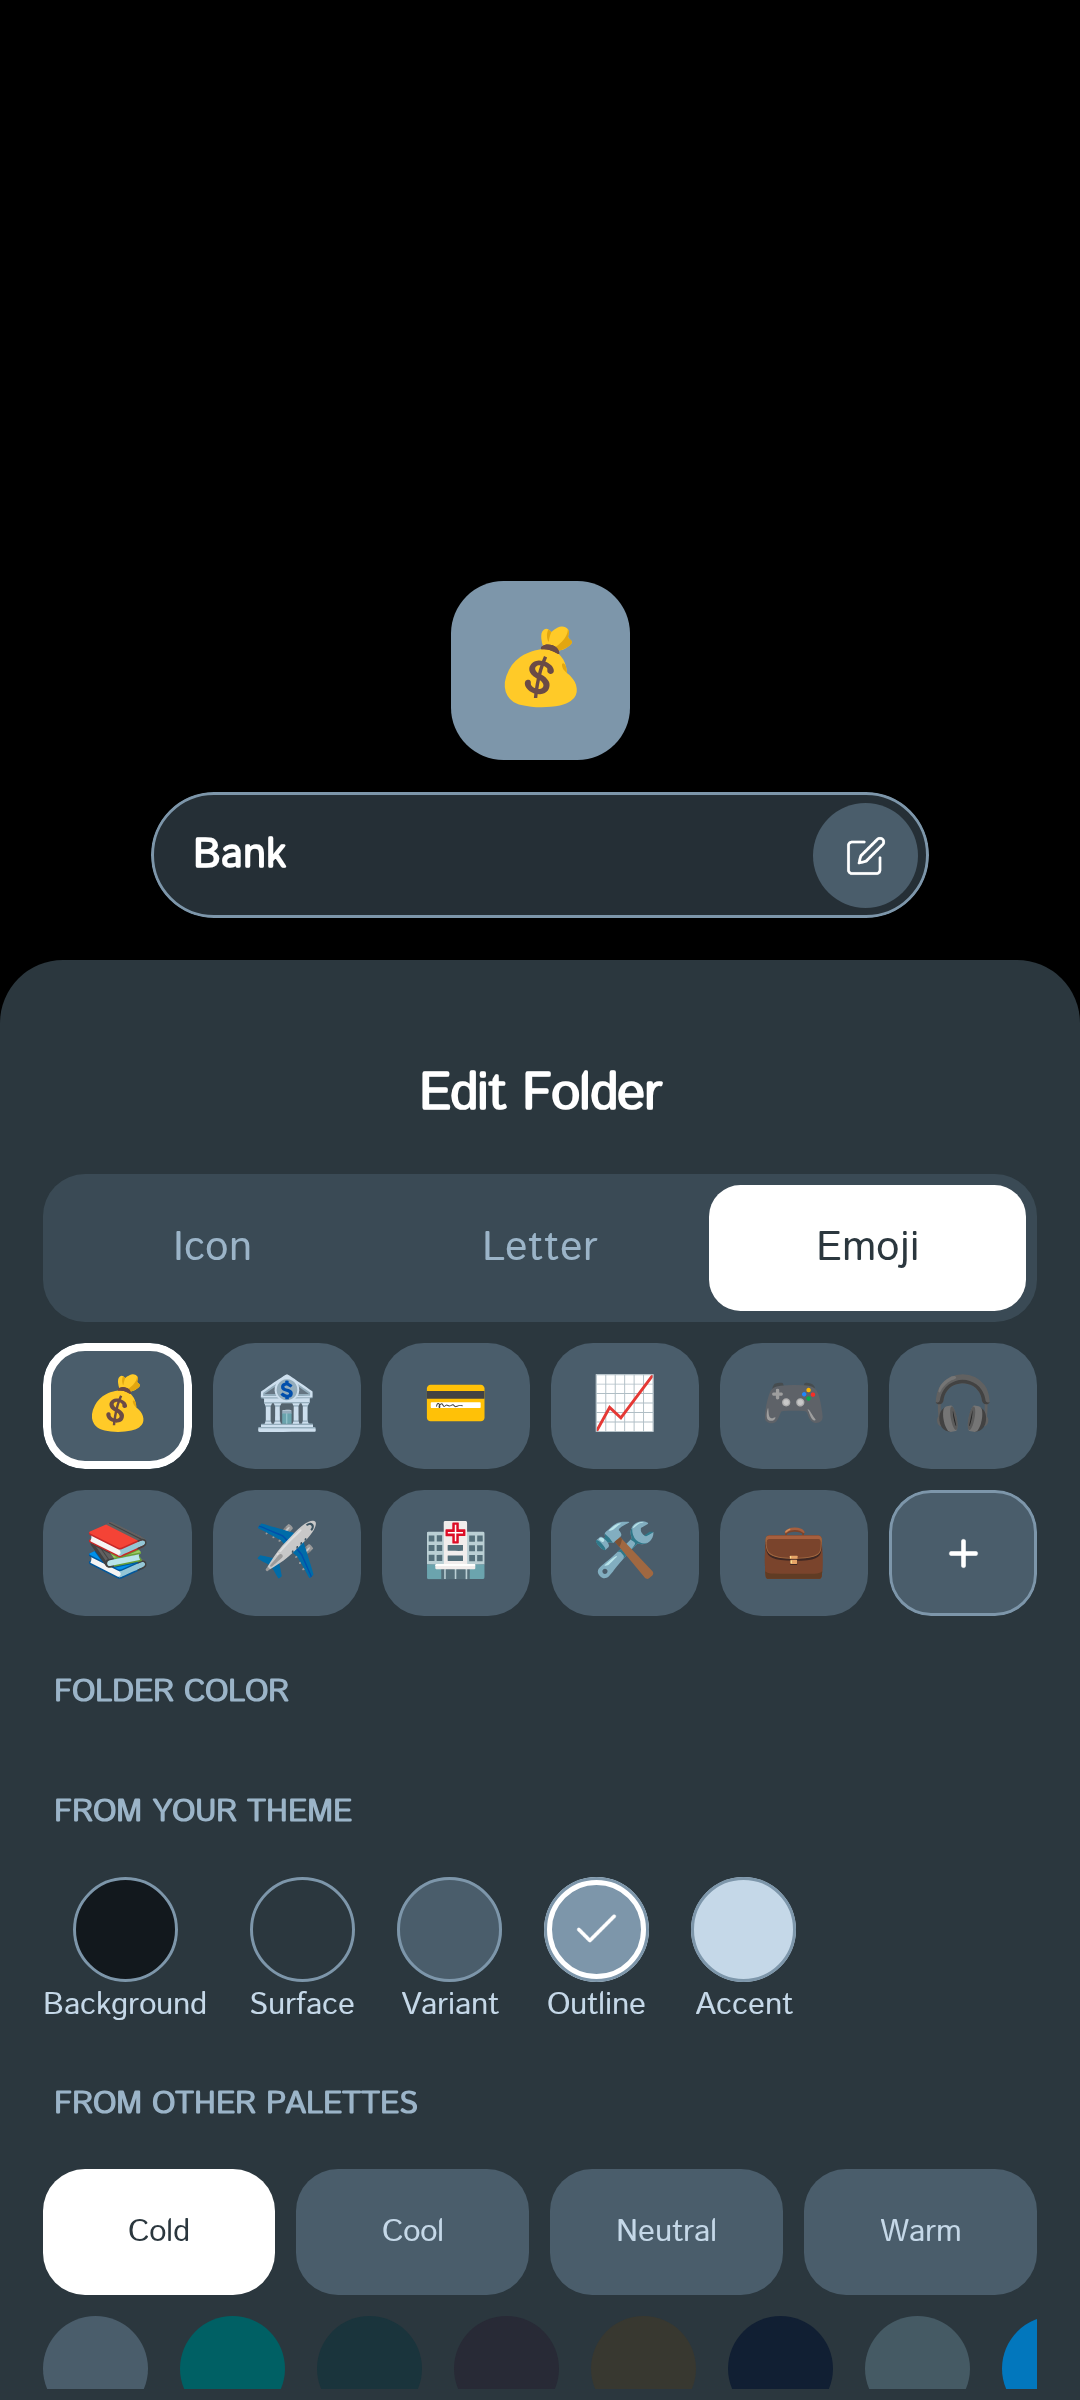 Bank
Edit Folder
Icon Letter Emoji
FOLDER COLOR
FROM YOUR THEME
Background Surface Variant Outline Accent
FROM OTHER PALETTES
Cold Cool Neutral Warm